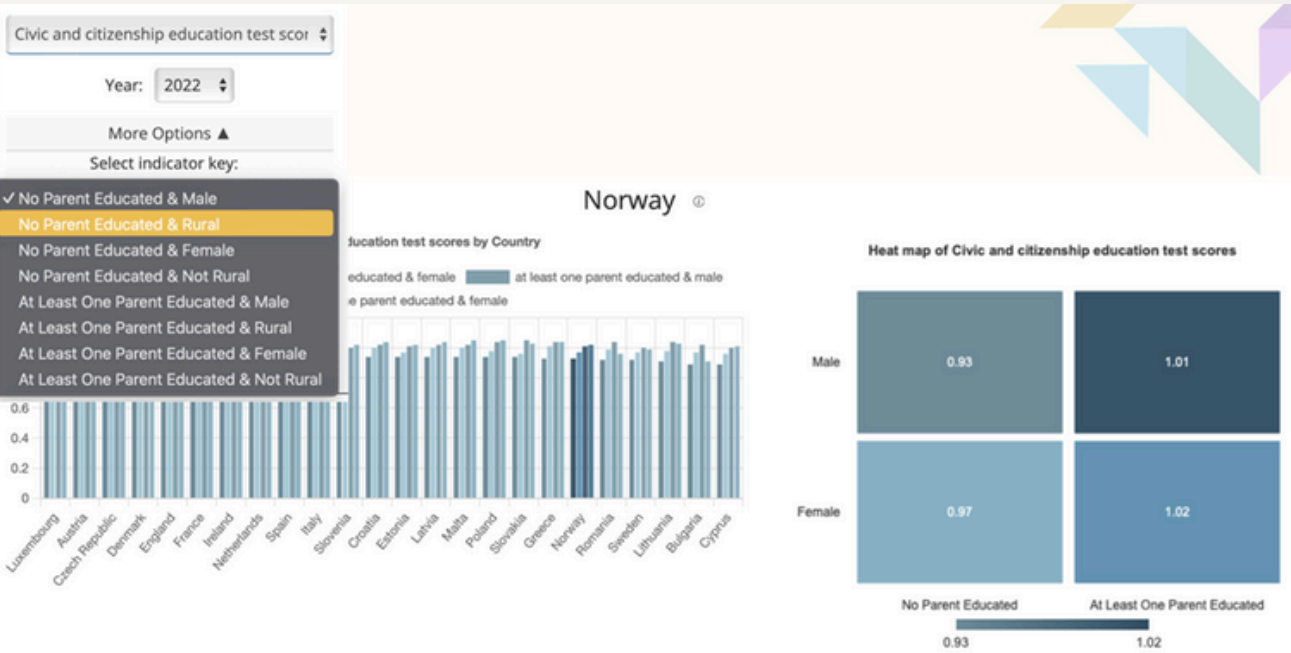 Civic and citizenship education test scor
Year: 2022
More Options ▲
Select indicator key:
✓ No Parent Educated & Male
No Parent Educated & Rural
No Parent Educated & Female
No Parent Educated & Not Rural
At Least One Parent Educated & Male
At Least One Parent Educated & Rural
At Least One Parent Educated & Female
At Least One Parent Educated & Not Rural
Norway
ducation test scores by Country
educated & female at least one parent educated & male
e parent educated & female
0.6
0.4
0.2
0
Luxembourg
Austria
Czech Republic
Denmark
England
France
Ireland
Netherlands
Spain
Italy
Slovenia
Croatia
Estonia
Latvia
Malta
Poland
Slovakia
Greece
Norway
Romania
Sweden
Lithuania
Bulgaria
Cyprus
Heat map of Civic and citizenship education test scores
Male 0.93 1.01
Female 0.97 1.02
No Parent Educated At Least One Parent Educated
0.93 1.02